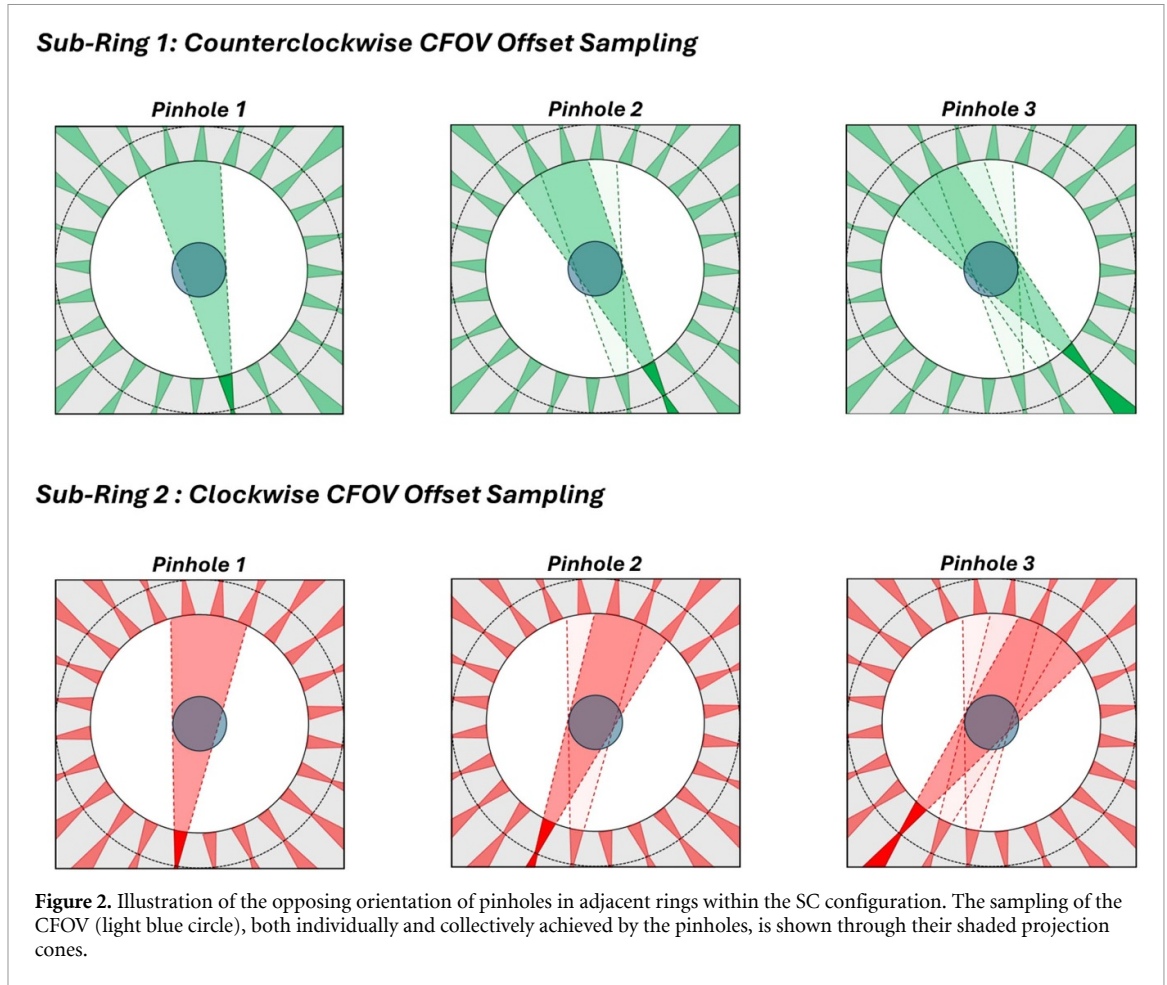 Sub-Ring 1: Counterclockwise CFOV Offset Sampling
Pinhole 1
Pinhole 2
Pinhole 3
Sub-Ring 2 : Clockwise CFOV Offset Sampling
Pinhole 1
Pinhole 2
Pinhole 3
Figure 2. Illustration of the opposing orientation of pinholes in adjacent rings within the SC configuration. The sampling of the
CFOV (light blue circle), both individually and collectively achieved by the pinholes, is shown through their shaded projection
cones.